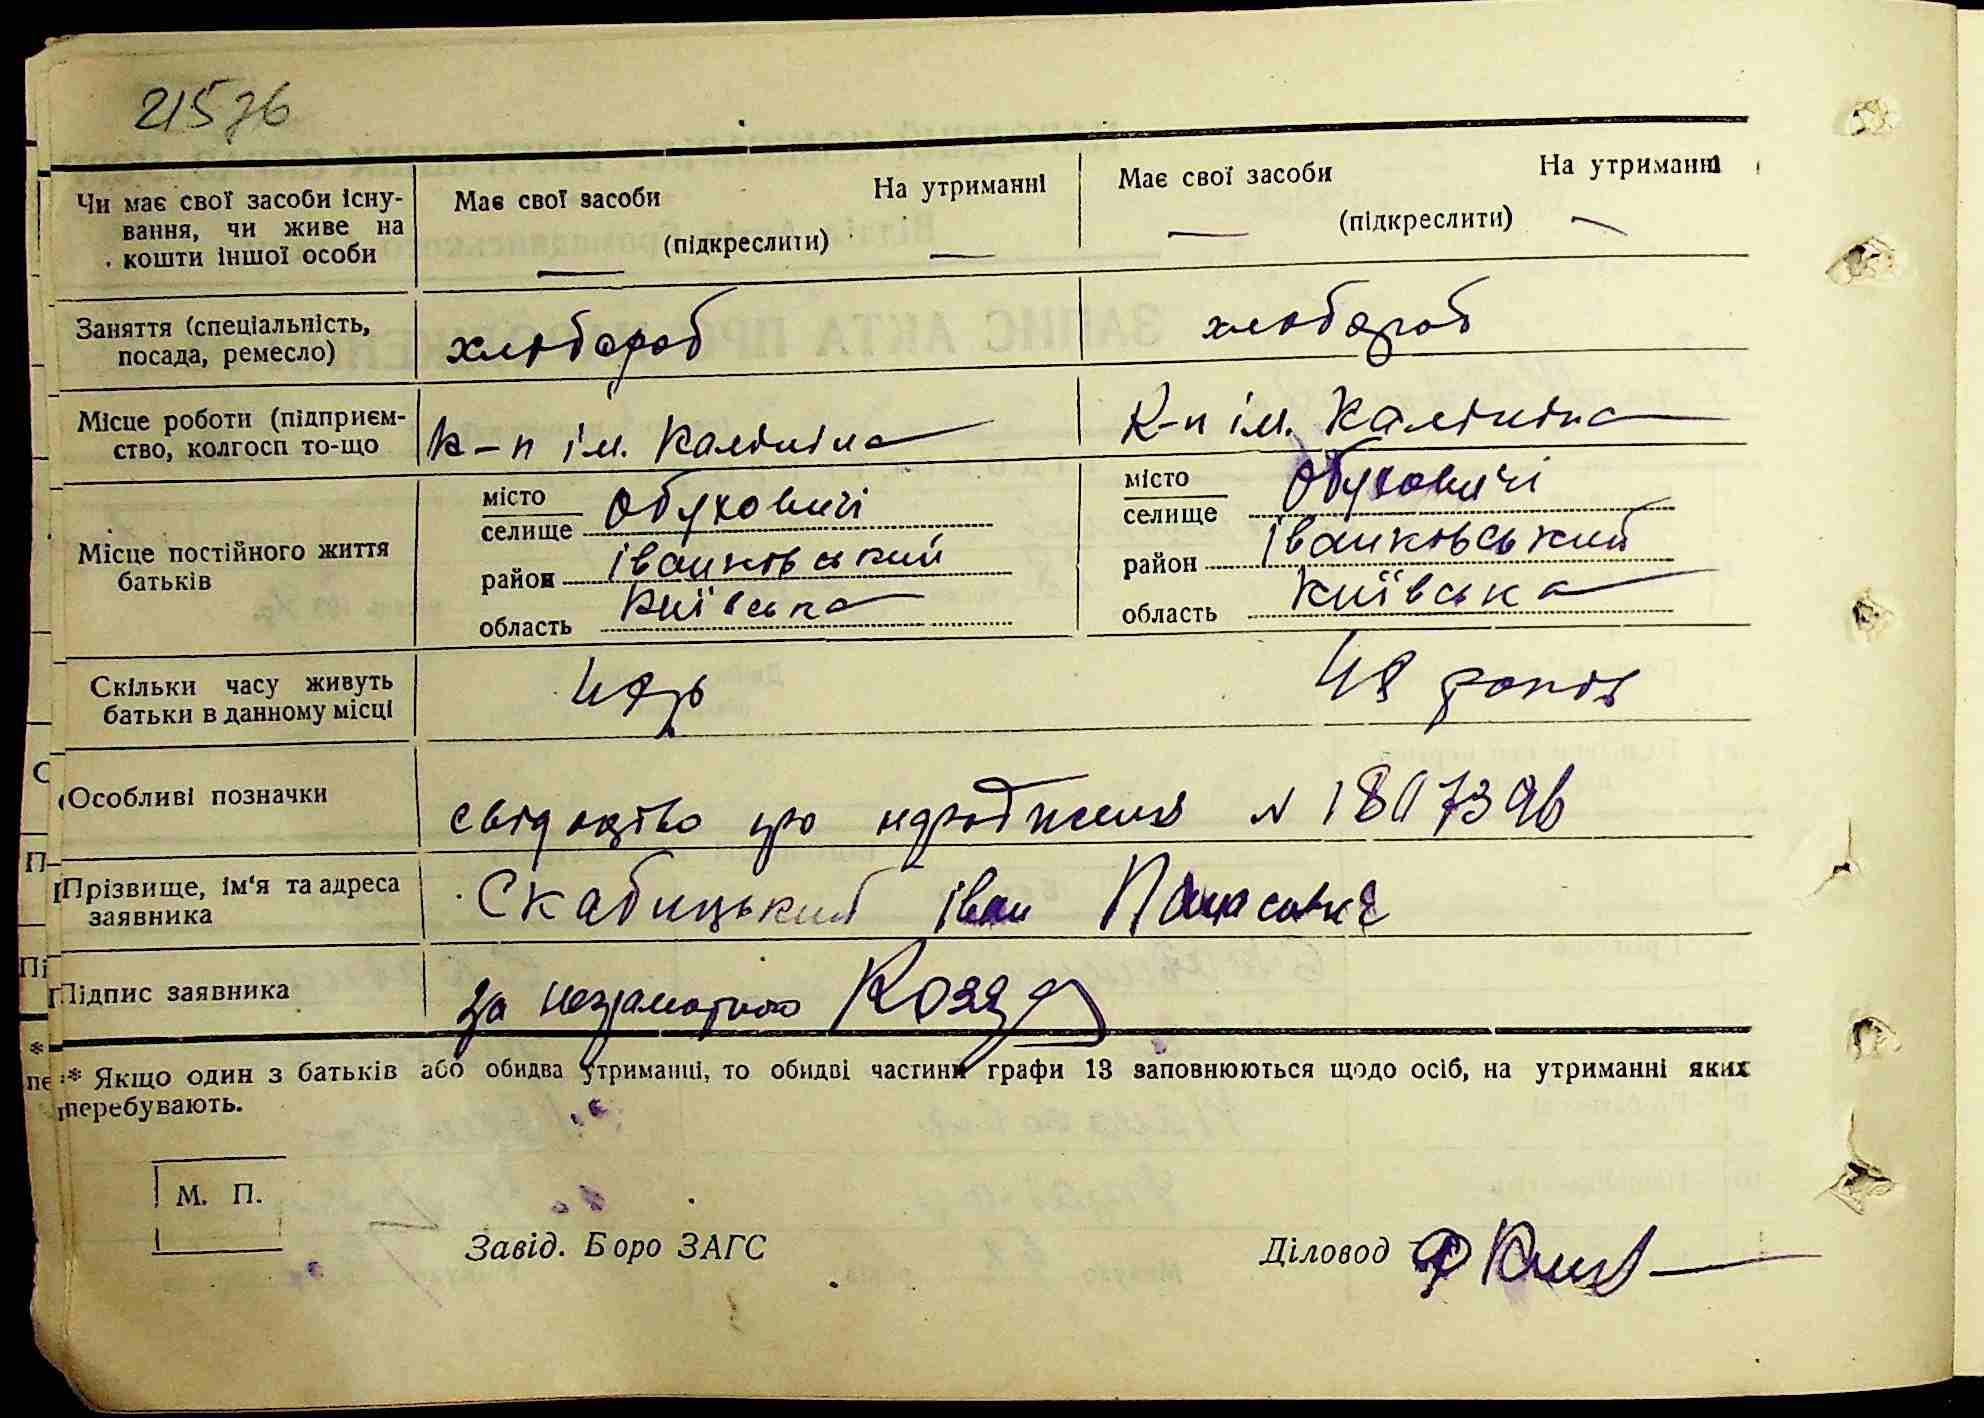 21576
Чи має свої засоби існу-
вання, чи живе на
кошти іншої особи
Має свої засоби На утриманні
(підкреслити)
— —
Має свої засоби На утриманні
(підкреслити)
— —
Заняття (спеціальність,
посада, ремесло)
хлібороб
хлібороб
Місце роботи (підприєм-
ство, колгосп то-що
к-п ім. Калініна
К-п ім. Калініна
Місце постійного життя
батьків
місто
селище Обуховичі
район Іванківський
область Київська
місто
селище Обуховичі
район Іванківський
область Київська
Скільки часу живуть
батьки в данному місці
48 років
Особливі позначки
свідоцтво про народження №
Прізвище, ім'я та адреса
заявника
Скабицький Іван Панасович
Підпис заявника
за неграмотного
* Якщо один з батьків або обидва утриманці, то обидві частини графи 13 заповнюються щодо осіб, на утриманні яких
перебувають.
М. П.
Завід. Бюро ЗАГС
Діловод